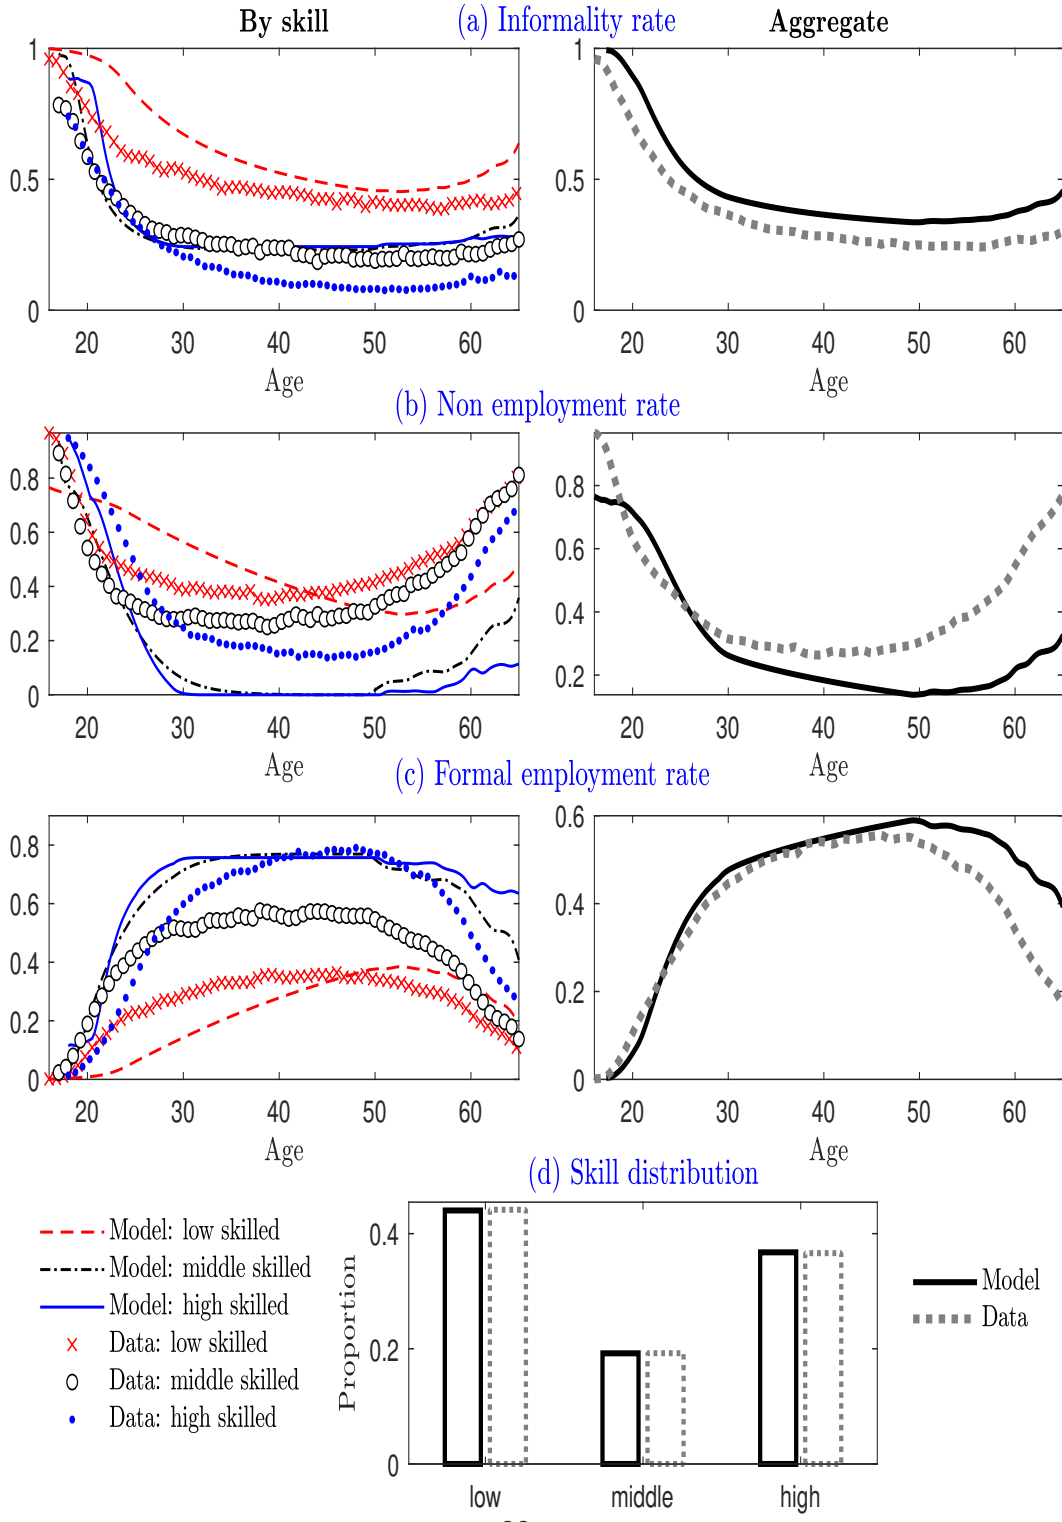 By skill
(a) Informality rate
Aggregate
1
0.5
0
20 30 40 50 60
Age
1
0.5
0
20 30 40 50 60
Age
(b) Non employment rate
0.8
0.6
0.4
0.2
0
20 30 40 50 60
Age
0.8
0.6
0.4
0.2
20 30 40 50 60
Age
(c) Formal employment rate
0.8
0.6
0.4
0.2
0
20 30 40 50 60
Age
0.6
0.4
0.2
0
20 30 40 50 60
Age
(d) Skill distribution
Model: low skilled
Model: middle skilled
Model: high skilled
Data: low skilled
Data: middle skilled
Data: high skilled
Proportion
0.4
0.2
0
low middle high
Model
Data